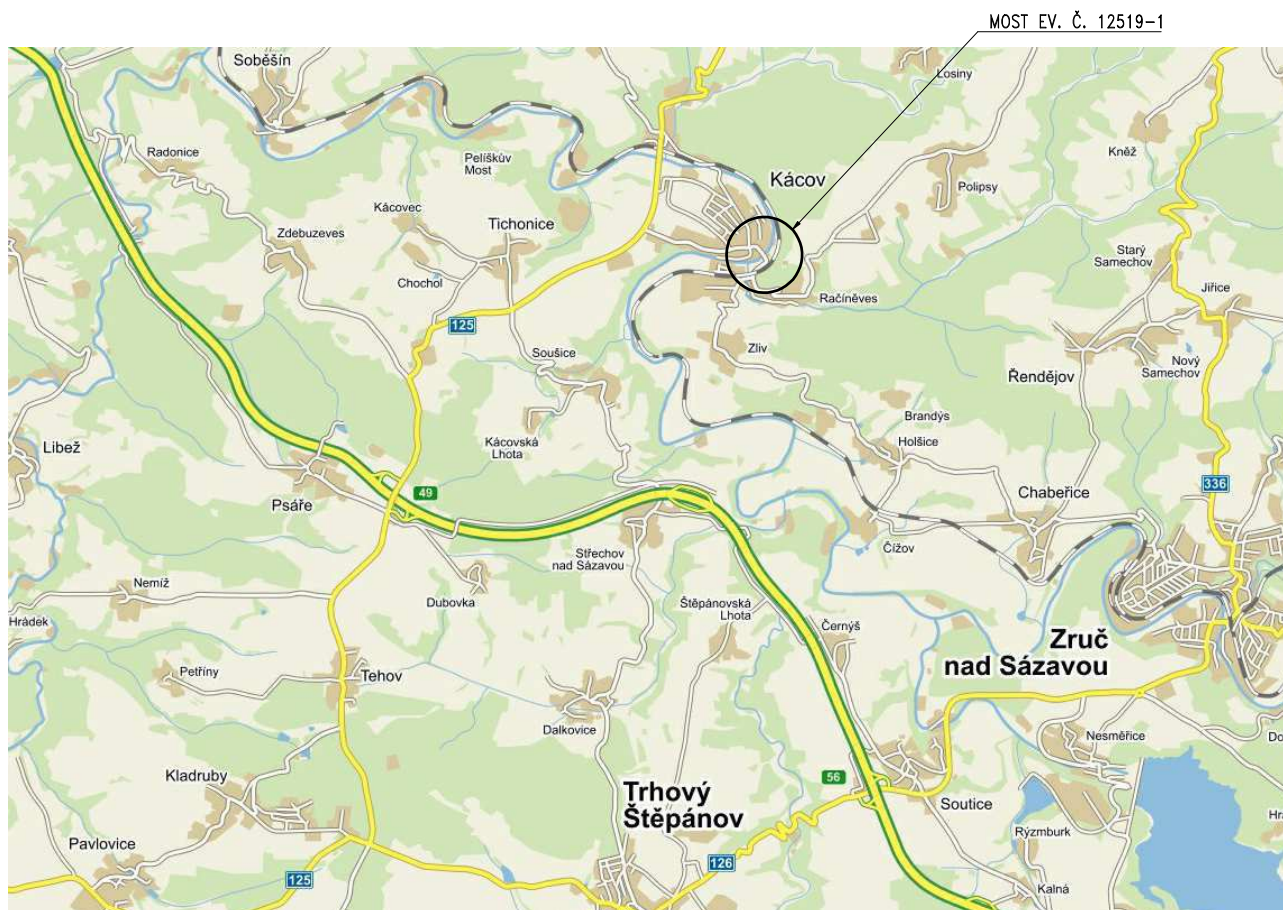 MOST EV. Č. 12519-1
Soběšín
Losiny
Radonice
Pelíškův
Most
Kácov
Kněž
Polipsy
Kácovec
Tichonice
Zdebuzeves
Starý
Samechov
Chochol
Račíněves
Jiřice
125
Zliv
Soušice
Řendějov
Nový
Samechov
Brandýs
Kácovská
Lhota
Holšice
Libež
Psáře
49
336
Chabeřice
Střechov
nad Sázavou
Čížov
Nemíž
Dubovka
Štěpánovská
Lhota
Hrádek
Černýš
Zruč
nad Sázavou
Petříny
Tehov
Dalkovice
Nesměřice
Do
Kladruby
56
Trhový
Štěpánov
Soutice
Hra
Rýzmburk
Pavlovice
126
125
Kalná